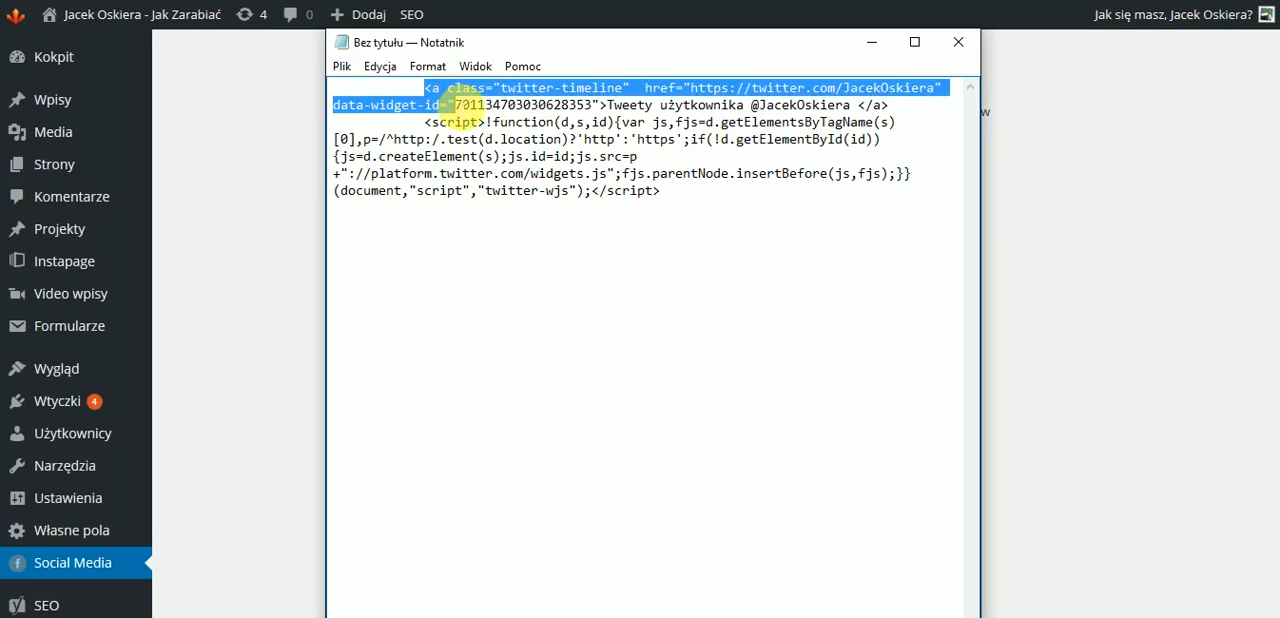 Jacek Oskiera - Jak Zarabiać 4 0 Dodaj SEO Jak się masz, Jacek Oskiera?
Kokpit
Wpisy
Media
Strony
Komentarze
Projekty
Instapage
Video wpisy
Formularze
Wygląd
Wtyczki 4
Użytkownicy
Narzędzia
Ustawienia
Własne pola
Social Media
SEO
Bez tytułu — Notatnik
Plik Edycja Format Widok Pomoc
<a class="twitter-timeline"  href="https://twitter.com/JacekOskiera"
data-widget-id="701134703030628353">Tweety użytkownika @JacekOskiera </a>
<script>!function(d,s,id){var js,fjs=d.getElementsByTagName(s)
[0],p=/^http:/.test(d.location)?'http':'https';if(!d.getElementById(id))
{js=d.createElement(s);js.id=id;js.src=p
+"://platform.twitter.com/widgets.js";fjs.parentNode.insertBefore(js,fjs);}}
(document,"script","twitter-wjs");</script>
w